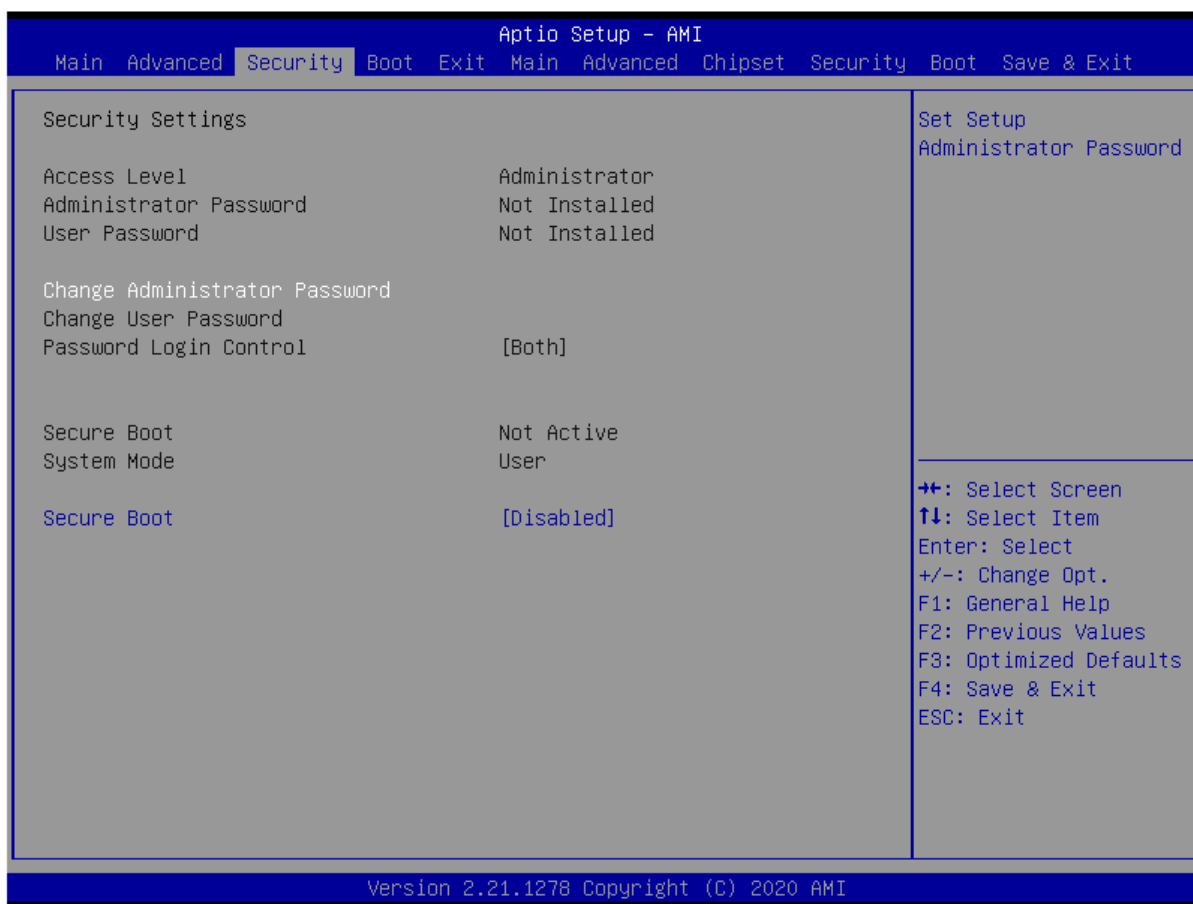 Aptio Setup – AMI
Main Advanced Security Boot Exit Main Advanced Chipset Security Boot Save & Exit
Security Settings
Access Level Administrator
Administrator Password Not Installed
User Password Not Installed
Change Administrator Password
Change User Password
Password Login Control [Both]
Secure Boot Not Active
System Mode User
Secure Boot [Disabled]
Set Setup
Administrator Password
→←: Select Screen
↑↓: Select Item
Enter: Select
+/-: Change Opt.
F1: General Help
F2: Previous Values
F3: Optimized Defaults
F4: Save & Exit
ESC: Exit
Version 2.21.1278 Copyright (C) 2020 AMI